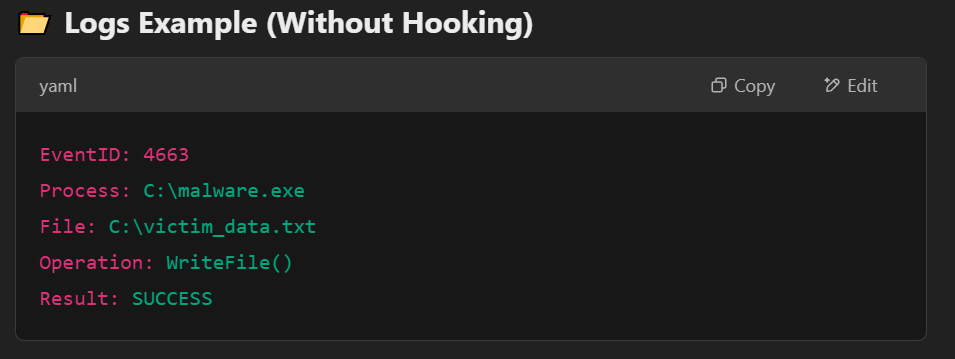 📂 Logs Example (Without Hooking)
yaml
Copy
Edit
EventID: 4663
Process: C:\malware.exe
File: C:\victim_data.txt
Operation: WriteFile()
Result: SUCCESS